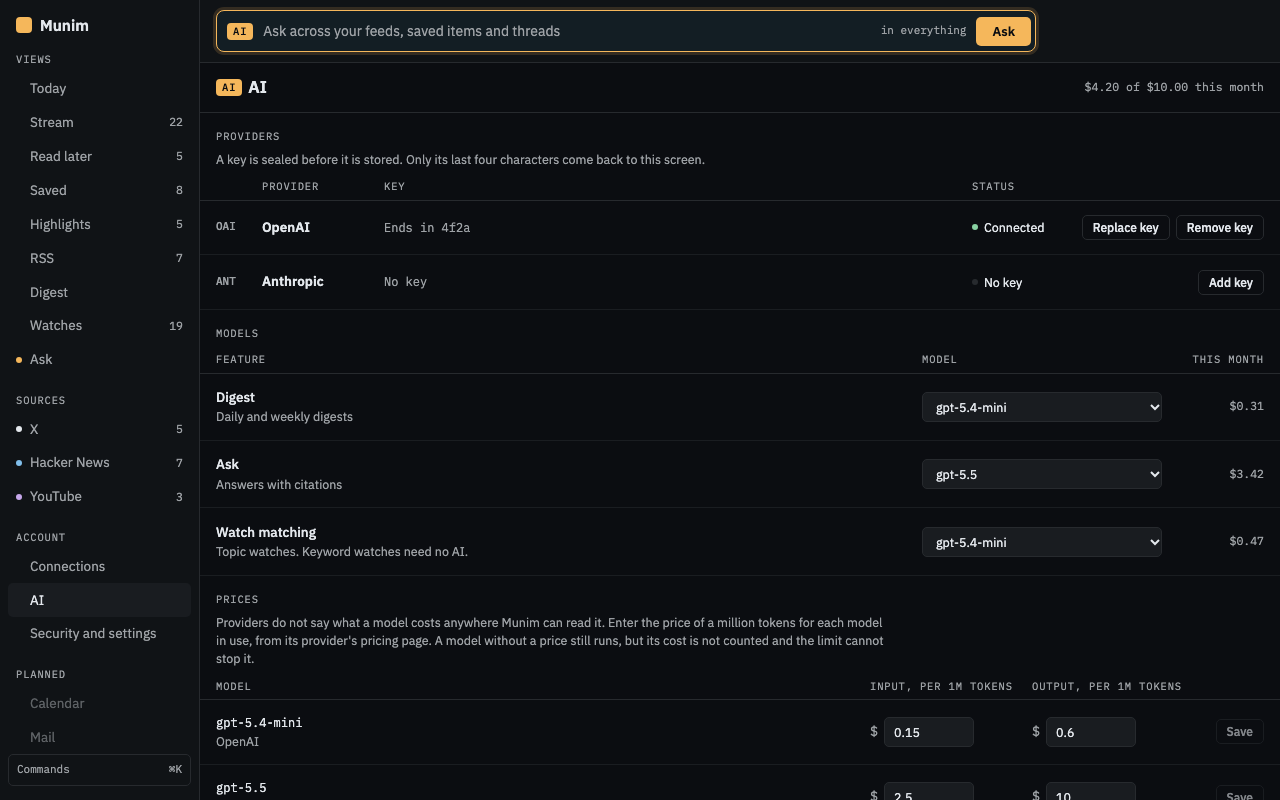 Munim
AI Ask across your feeds, saved items and threads in everything Ask
VIEWS
Today
Stream 22
Read later 5
Saved 8
Highlights 5
RSS 7
Digest
Watches 19
Ask
SOURCES
X 5
Hacker News 7
YouTube 3
ACCOUNT
Connections
AI
Security and settings
PLANNED
Calendar
Mail
Commands ⌘K
AI AI $4.20 of $10.00 this month
PROVIDERS
A key is sealed before it is stored. Only its last four characters come back to this screen.
PROVIDER KEY STATUS
OAI OpenAI Ends in 4f2a Connected Replace key Remove key
ANT Anthropic No key No key Add key
MODELS
FEATURE MODEL THIS MONTH
Digest
Daily and weekly digests
gpt-5.4-mini $0.31
Ask
Answers with citations
gpt-5.5 $3.42
Watch matching
Topic watches. Keyword watches need no AI.
gpt-5.4-mini $0.47
PRICES
Providers do not say what a model costs anywhere Munim can read it. Enter the price of a million tokens for each model
in use, from its provider's pricing page. A model without a price still runs, but its cost is not counted and the limit cannot
stop it.
MODEL INPUT, PER 1M TOKENS OUTPUT, PER 1M TOKENS
gpt-5.4-mini
OpenAI
$ 0.15 $ 0.6 Save
gpt-5.5
$ 2.5 $ 10 Save